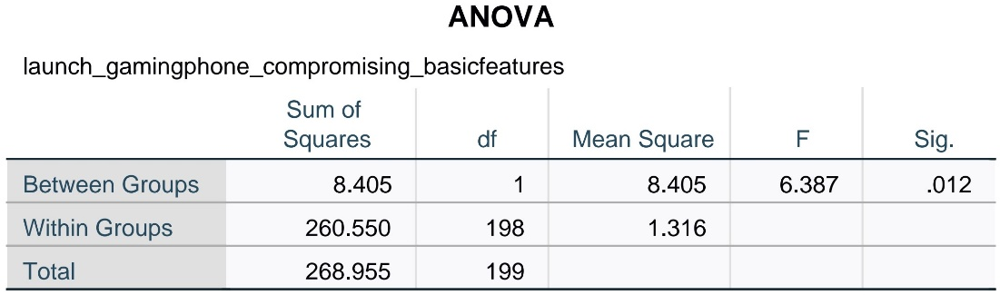 ANOVA
launch_gamingphone_compromising_basicfeatures
Sum of Squares df Mean Square F Sig.
Between Groups 8.405 1 8.405 6.387 .012
Within Groups 260.550 198 1.316
Total 268.955 199